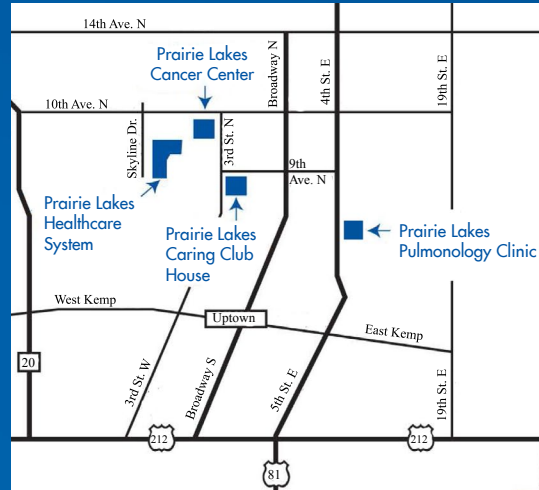 14th Ave. N
Prairie Lakes
Cancer Center
Broadway N
4th St. E
19th St. E
10th Ave. N
Skyline Dr.
3rd St. N
9th
Ave. N
Prairie Lakes
Healthcare
System
Prairie Lakes
Caring Club
House
Prairie Lakes
Pulmonology Clinic
West Kemp
Uptown
East Kemp
20
3rd St. W
Broadway S
5th St. E
19th St. E
212
212
81